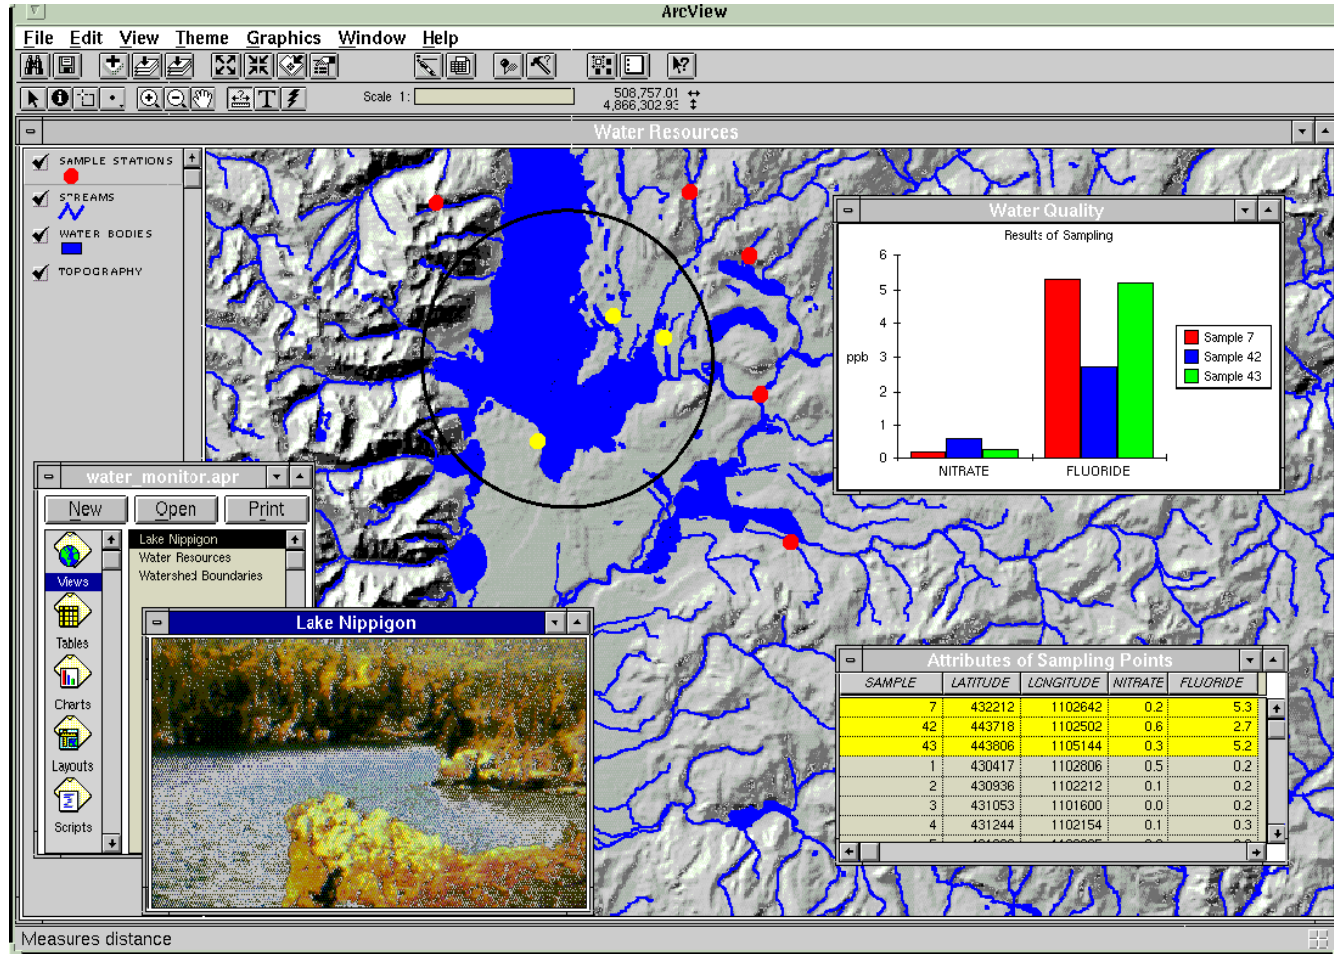 ArcView
File Edit View Theme Graphics Window Help
Scale 1: 508,757.01
4,866,302.93
Water Resources
SAMPLE STATIONS
STREAMS
WATER BODIES
TOPOGRAPHY
Water Quality
Results of Sampling
6
5
4
ppb 3
2
1
0
NITRATE FLUORIDE
Sample 7
Sample 42
Sample 43
water_monitor.apr
New Open Print
Views
Tables
Charts
Layouts
Scripts
Lake Nippigon
Water Resources
Watershed Boundaries
Lake Nippigon
Attributes of Sampling Points
SAMPLE LATITUDE LONGITUDE NITRATE FLUORIDE
7 432212 1102642 0.2 5.3
42 443718 1102502 0.6 2.7
43 443806 1105144 0.3 5.2
1 430417 1102806 0.5 0.2
2 430936 1102212 0.1 0.2
3 431053 1101600 0.0 0.2
4 431244 1102154 0.1 0.3
Measures distance